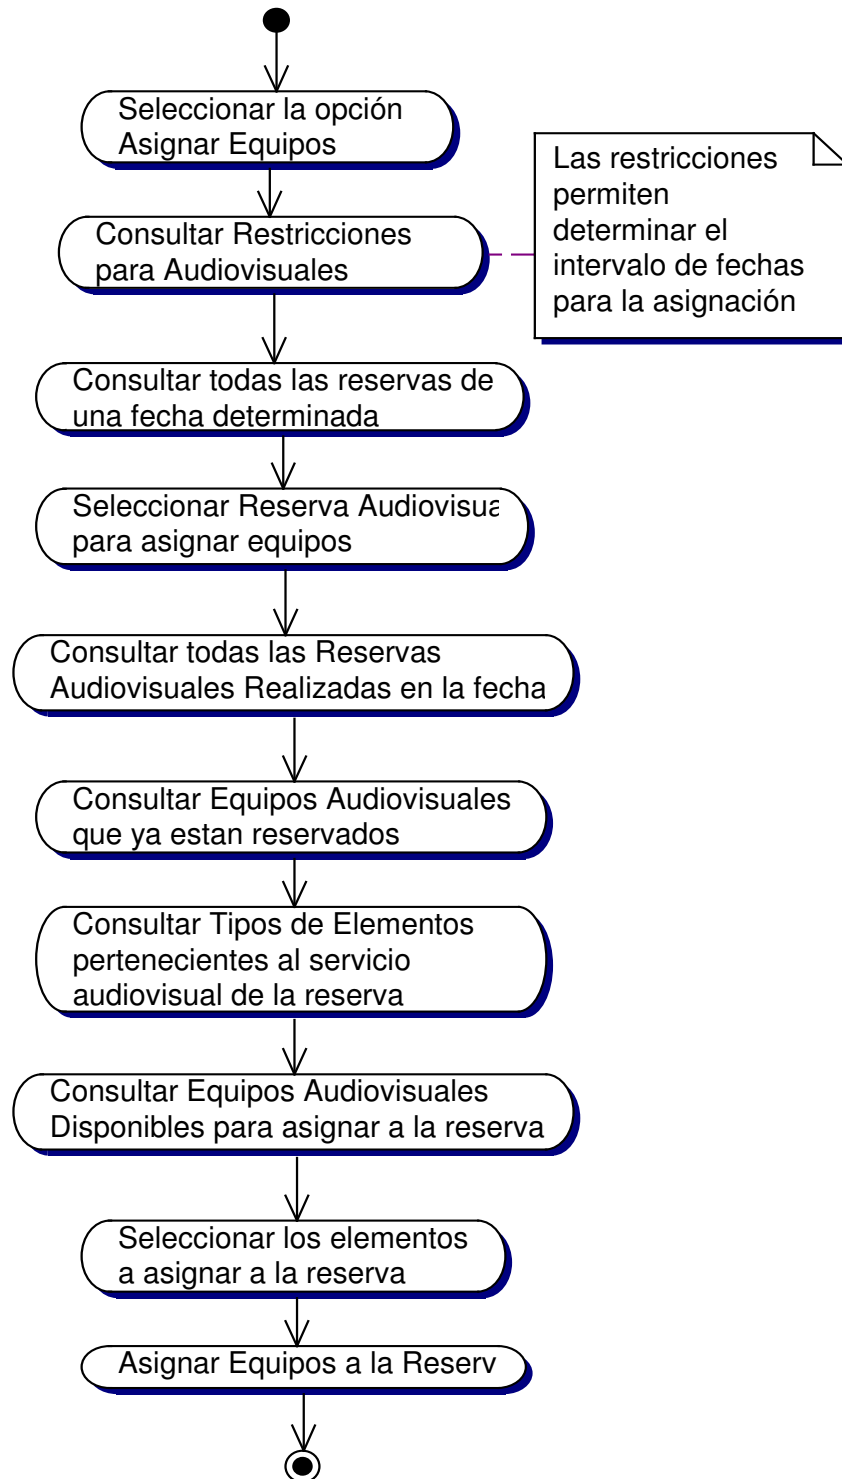 Seleccionar la opción
Asignar Equipos
Las restricciones
permiten
determinar el
intervalo de fechas
para la asignación
Consultar Restricciones
para Audiovisuales
Consultar todas las reservas de
una fecha determinada
Seleccionar Reserva Audiovisua
para asignar equipos
Consultar todas las Reservas
Audiovisuales Realizadas en la fecha
Consultar Equipos Audiovisuales
que ya estan reservados
Consultar Tipos de Elementos
pertenecientes al servicio
audiovisual de la reserva
Consultar Equipos Audiovisuales
Disponibles para asignar a la reserva
Seleccionar los elementos
a asignar a la reserva
Asignar Equipos a la Reserv